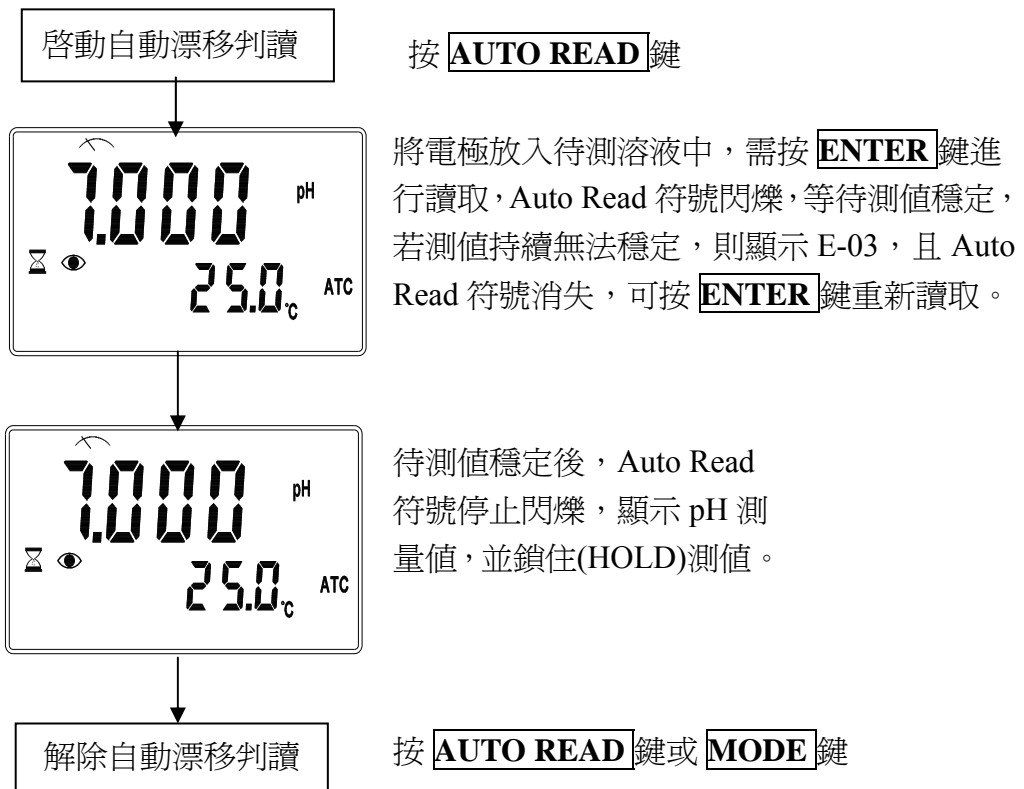 啓動自動漂移判讀
按 AUTO READ 鍵
7.000 pH
25.0 ℃ ATC
將電極放入待測溶液中，需按 ENTER 鍵進
行讀取，Auto Read 符號閃爍，等待測值穩定，
若測值持續無法穩定，則顯示 E-03，且 Auto
Read 符號消失，可按 ENTER 鍵重新讀取。
7.000 pH
25.0 ℃ ATC
待測值穩定後，Auto Read
符號停止閃爍，顯示 pH 測
量值，並鎖住(HOLD)測值。
解除自動漂移判讀
按 AUTO READ 鍵或 MODE 鍵